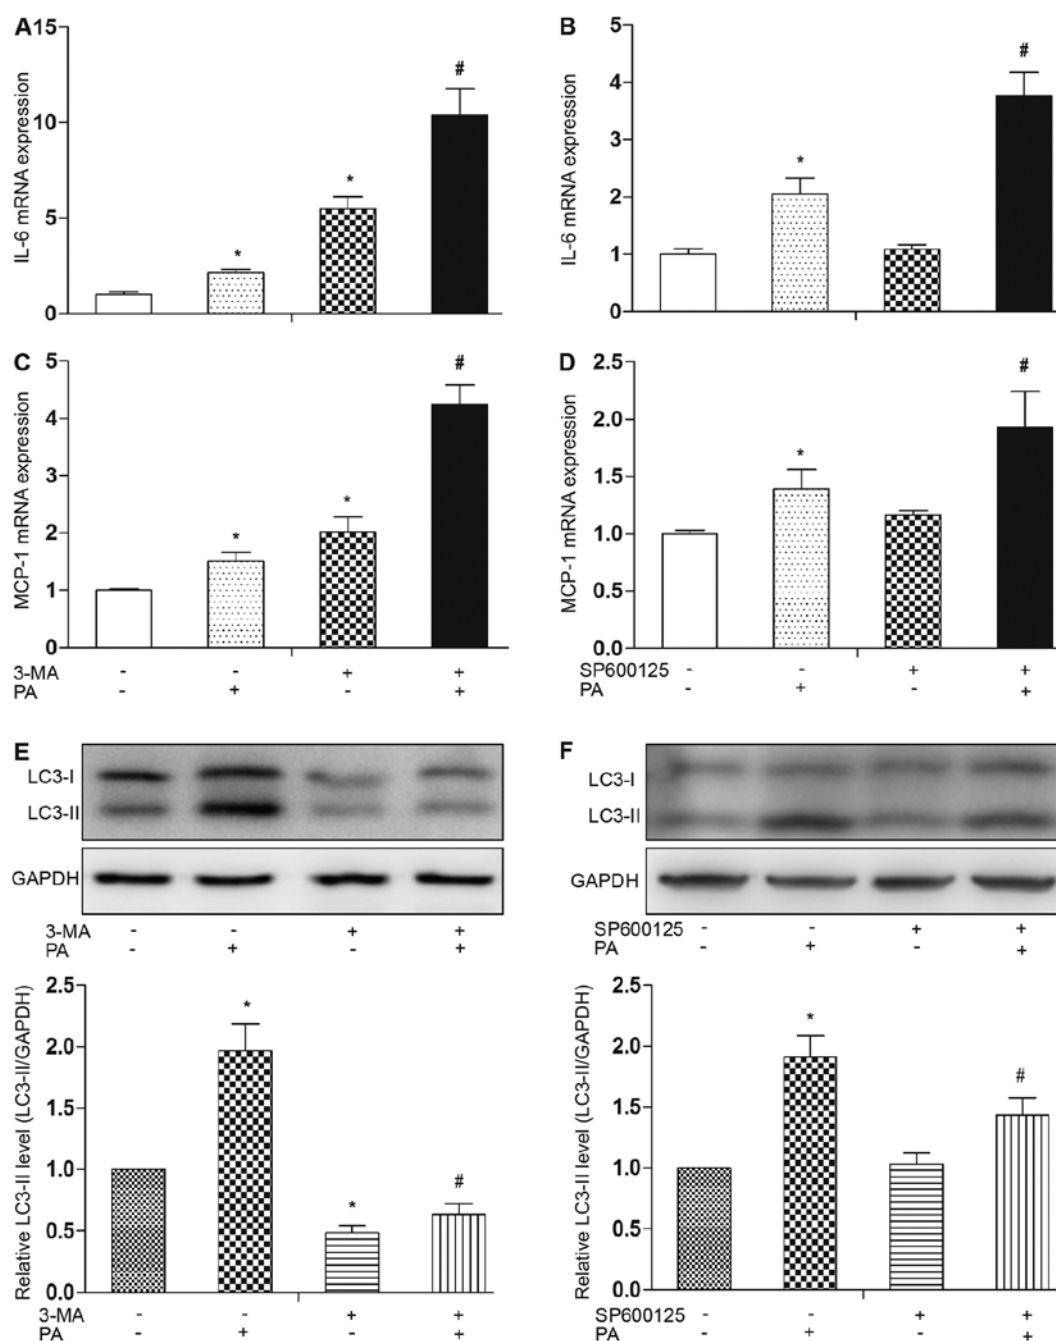 A
IL-6 mRNA expression
15
10
5
0
*
*
#
B
IL-6 mRNA expression
5
4
3
2
1
0
*
#
C
MCP-1 mRNA expression
5
4
3
2
1
0
*
*
#
3-MA - - + +
PA - + - +
D
MCP-1 mRNA expression
2.5
2.0
1.5
1.0
0.5
0.0
*
#
SP600125 - - + +
PA - + - +
E
LC3-I
LC3-II
GAPDH
3-MA - - + +
PA - + - +
F
LC3-I
LC3-II
GAPDH
SP600125 - - + +
PA - + - +
Relative LC3-II level (LC3-II/GAPDH)
2.5
2.0
1.5
1.0
0.5
0.0
*
*
#
3-MA - - + +
PA - + - +
Relative LC3-II level (LC3-II/GAPDH)
2.5
2.0
1.5
1.0
0.5
0.0
*
#
SP600125 - - + +
PA - + - +